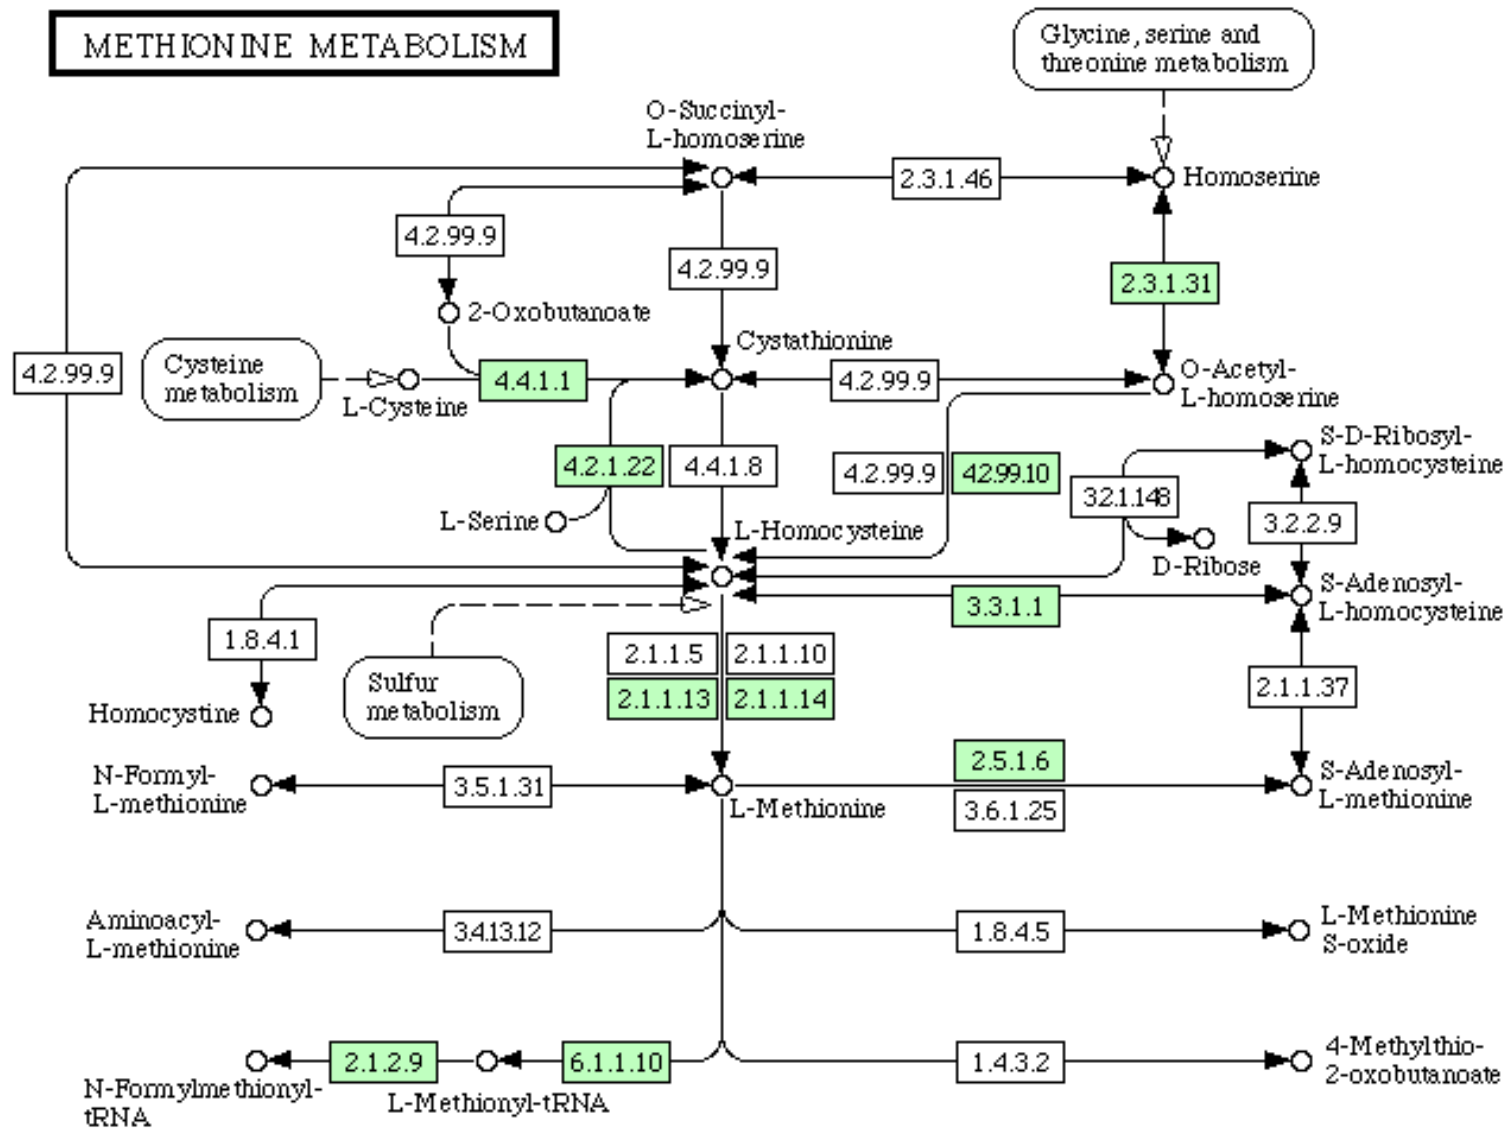 METHIONINE METABOLISM
Glycine, serine and
threonine metabolism
O-Succinyl-
L-homoserine
2.3.1.46
Homoserine
4.2.99.9
4.2.99.9
2.3.1.31
2-Oxobutanoate
Cystathionine
4.2.99.9
Cysteine
metabolism
L-Cysteine
4.4.1.1
4.2.99.9
O-Acetyl-
L-homoserine
4.2.1.22
4.4.1.8
4.2.99.9
4.2.99.10
3.2.1.148
S-D-Ribosyl-
L-homocysteine
L-Serine
L-Homocysteine
3.2.2.9
D-Ribose
3.3.1.1
S-Adenosyl-
L-homocysteine
1.8.4.1
2.1.1.5
2.1.1.10
Sulfur
metabolism
2.1.1.13
2.1.1.14
2.1.1.37
Homocystine
N-Formyl-
L-methionine
3.5.1.31
L-Methionine
2.5.1.6
3.6.1.25
S-Adenosyl-
L-methionine
Aminoacyl-
L-methionine
3.4.13.12
1.8.4.5
L-Methionine
S-oxide
2.1.2.9
6.1.1.10
1.4.3.2
4-Methylthio-
2-oxobutanoate
N-Formylmethionyl-
tRNA
L-Methionyl-tRNA